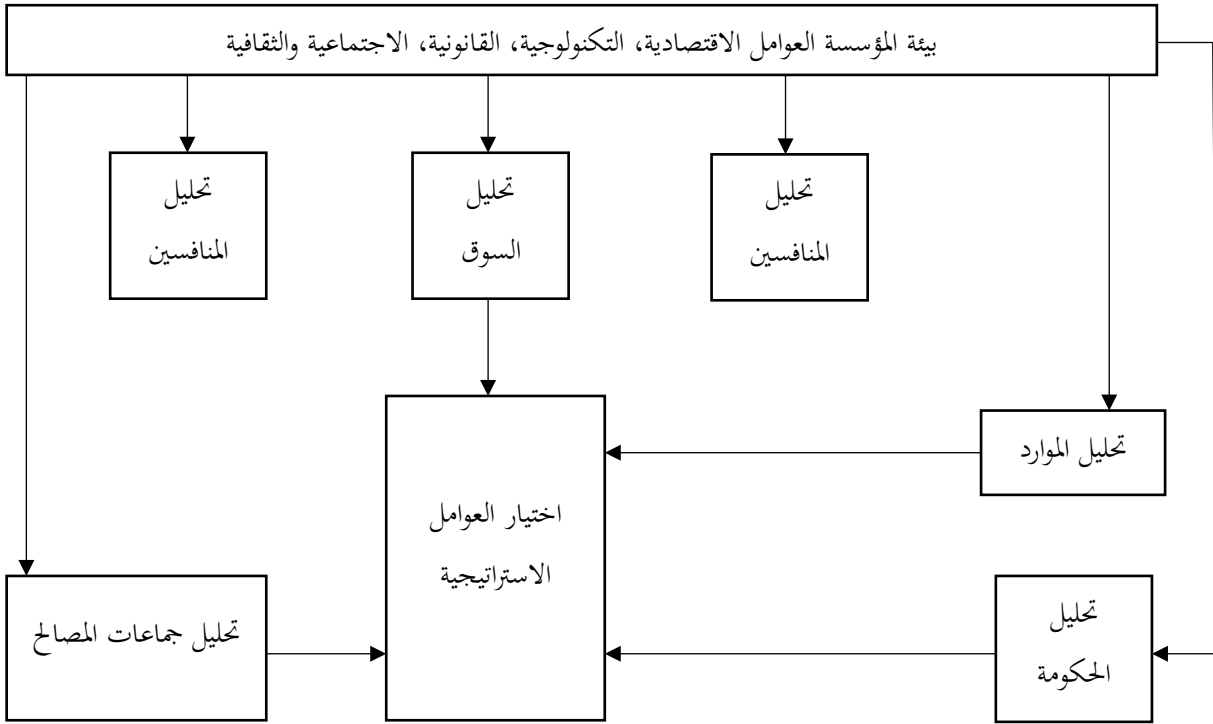 بيئة المؤسسة العوامل الاقتصادية، التكنولوجية، القانونية، الاجتماعية والثقافية
تحليل
المنافسين
تحليل
السوق
تحليل
المنافسين
تحليل الموارد
اختيار العوامل
الاستراتيجية
تحليل
الحكومة
تحليل جماعات المصالح